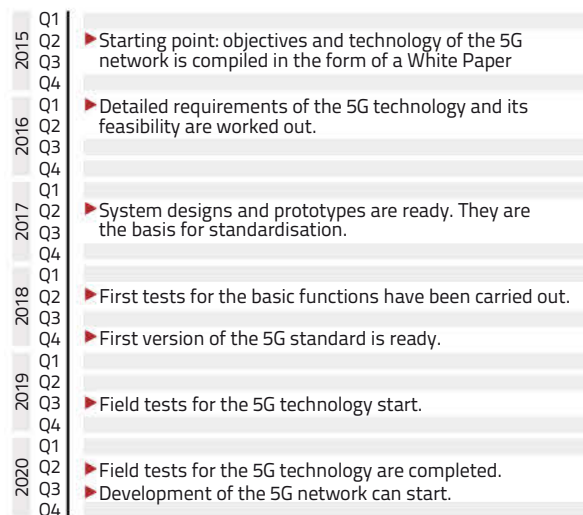 2015
Q1
Q2 Starting point: objectives and technology of the 5G
Q3 network is compiled in the form of a White Paper
Q4
2016
Q1 Detailed requirements of the 5G technology and its
Q2 feasibility are worked out.
Q3
Q4
2017
Q1
Q2 System designs and prototypes are ready. They are
Q3 the basis for standardisation.
Q4
2018
Q1
Q2 First tests for the basic functions have been carried out.
Q3
Q4 First version of the 5G standard is ready.
2019
Q1
Q2
Q3 Field tests for the 5G technology start.
Q4
2020
Q1
Q2 Field tests for the 5G technology are completed.
Q3 Development of the 5G network can start.
Q4